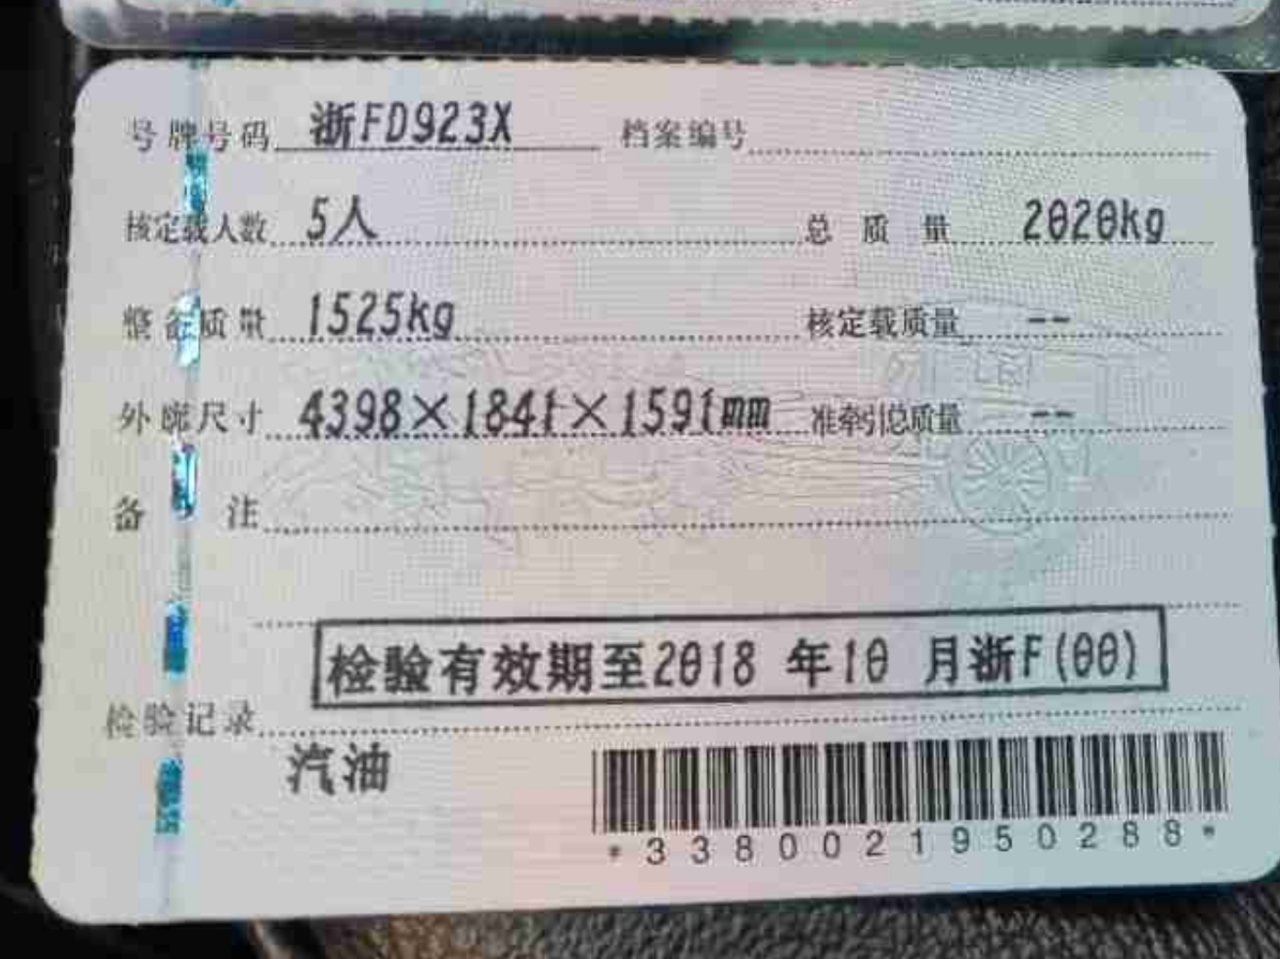 号牌号码 浙FD923X 档案编号
核定载人数 5人 总质量 2020kg
整备质量 1525kg 核定载质量 --
外廓尺寸 4398×1841×1591mm 准牵引总质量 --
备注
检验有效期至2018 年10 月浙F(00)
检验记录
汽油
*3380021950288*